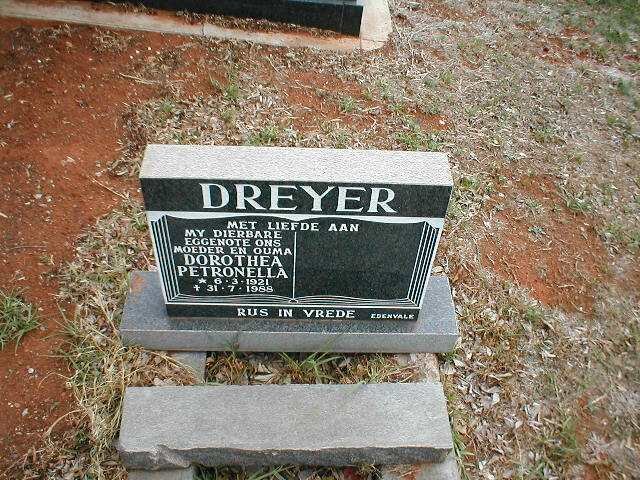 DREYER
MET LIEFDE AAN
MY DIERBARE
EGGENOTE ONS
MOEDER EN OUMA
DOROTHEA
PETRONELLA
* 6·3·1921
† 31·7·1988
RUS IN VREDE
EDENVALE